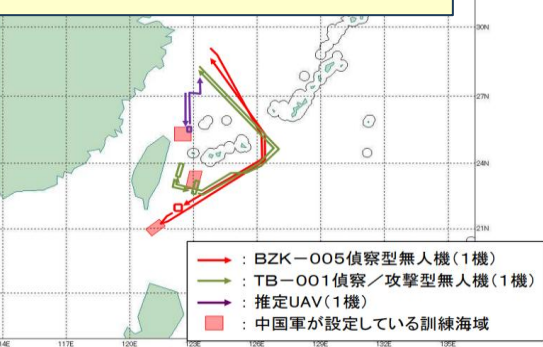 30N
27N
24N
21N
14E
117E
120E
123E
126E
129E
132E
135E
：BZK－005偵察型無人機(1機)
：TB－001偵察／攻撃型無人機(1機)
：推定UAV(1機)
：中国軍が設定している訓練海域